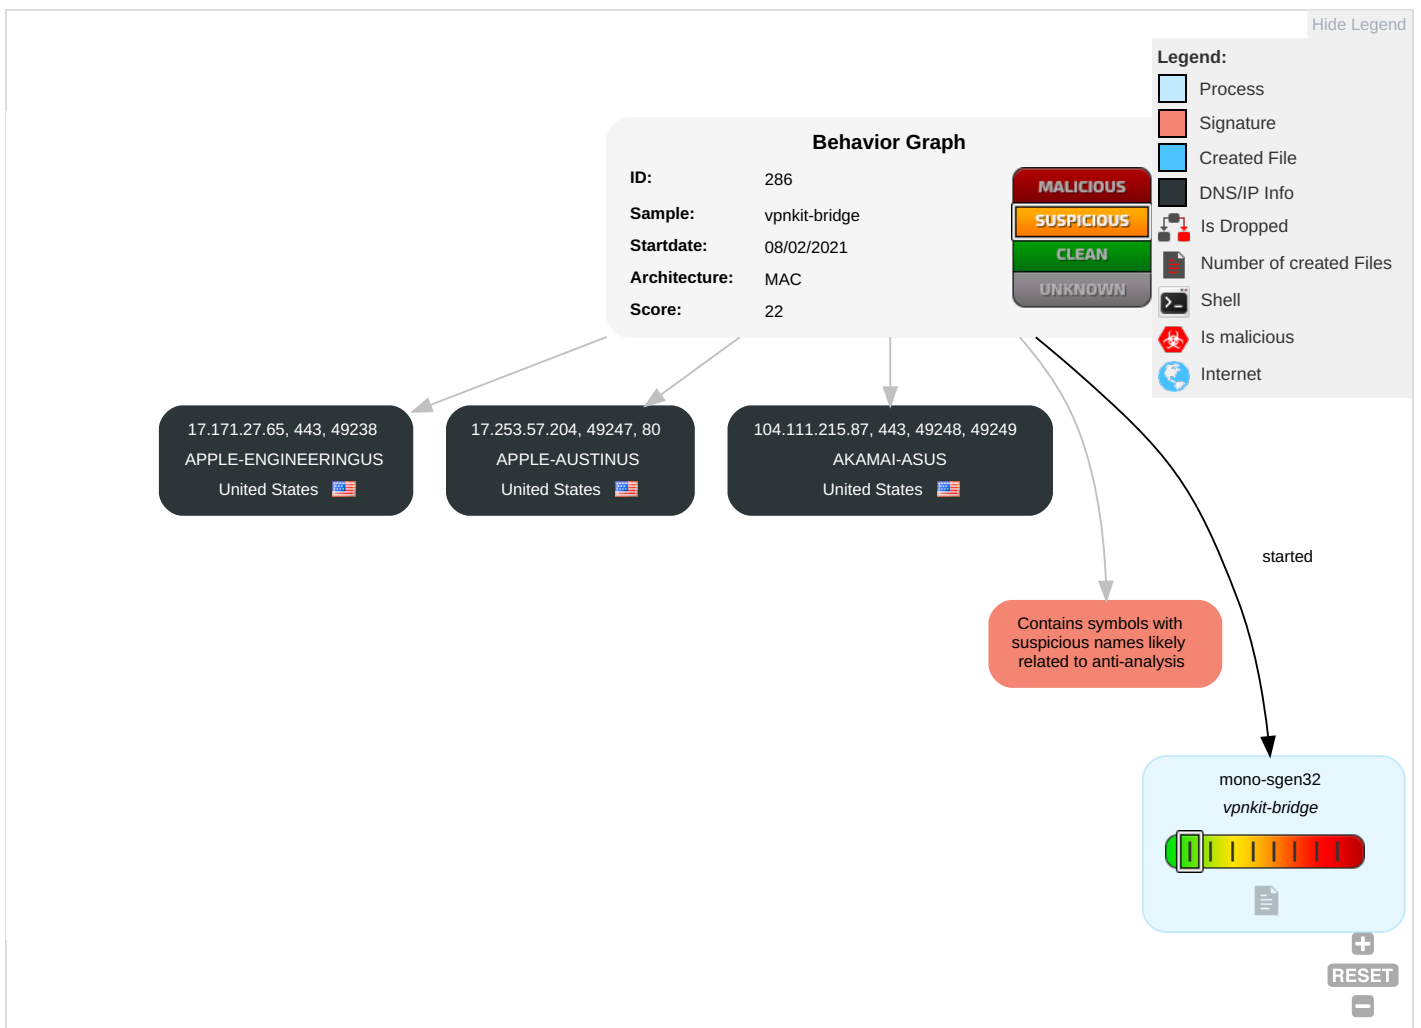 Hide Legend
Legend:
Process
Signature
Created File
DNS/IP Info
Is Dropped
Number of created Files
Shell
Is malicious
Internet
Behavior Graph
ID: 286
Sample: vpnkit-bridge
Startdate: 08/02/2021
Architecture: MAC
Score: 22
MALICIOUS
SUSPICIOUS
CLEAN
UNKNOWN
17.171.27.65, 443, 49238
APPLE-ENGINEERINGUS
United States
17.253.57.204, 49247, 80
APPLE-AUSTINUS
United States
104.111.215.87, 443, 49248, 49249
AKAMAI-ASUS
United States
started
Contains symbols with
suspicious names likely
related to anti-analysis
mono-sgen32
vpnkit-bridge
RESET